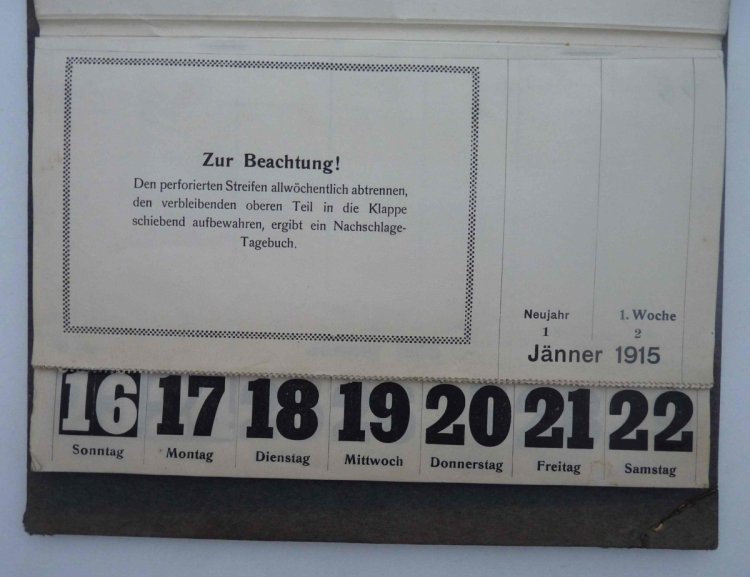 Zur Beachtung!
Den perforierten Streifen allwöchentlich abtrennen,
den verbleibenden oberen Teil in die Klappe
schiebend aufbewahren, ergibt ein Nachschlage-
Tagebuch.
Neujahr 1. Woche
1 2
Jänner 1915
16 17 18 19 20 21 22
Sonntag Montag Dienstag Mittwoch Donnerstag Freitag Samstag